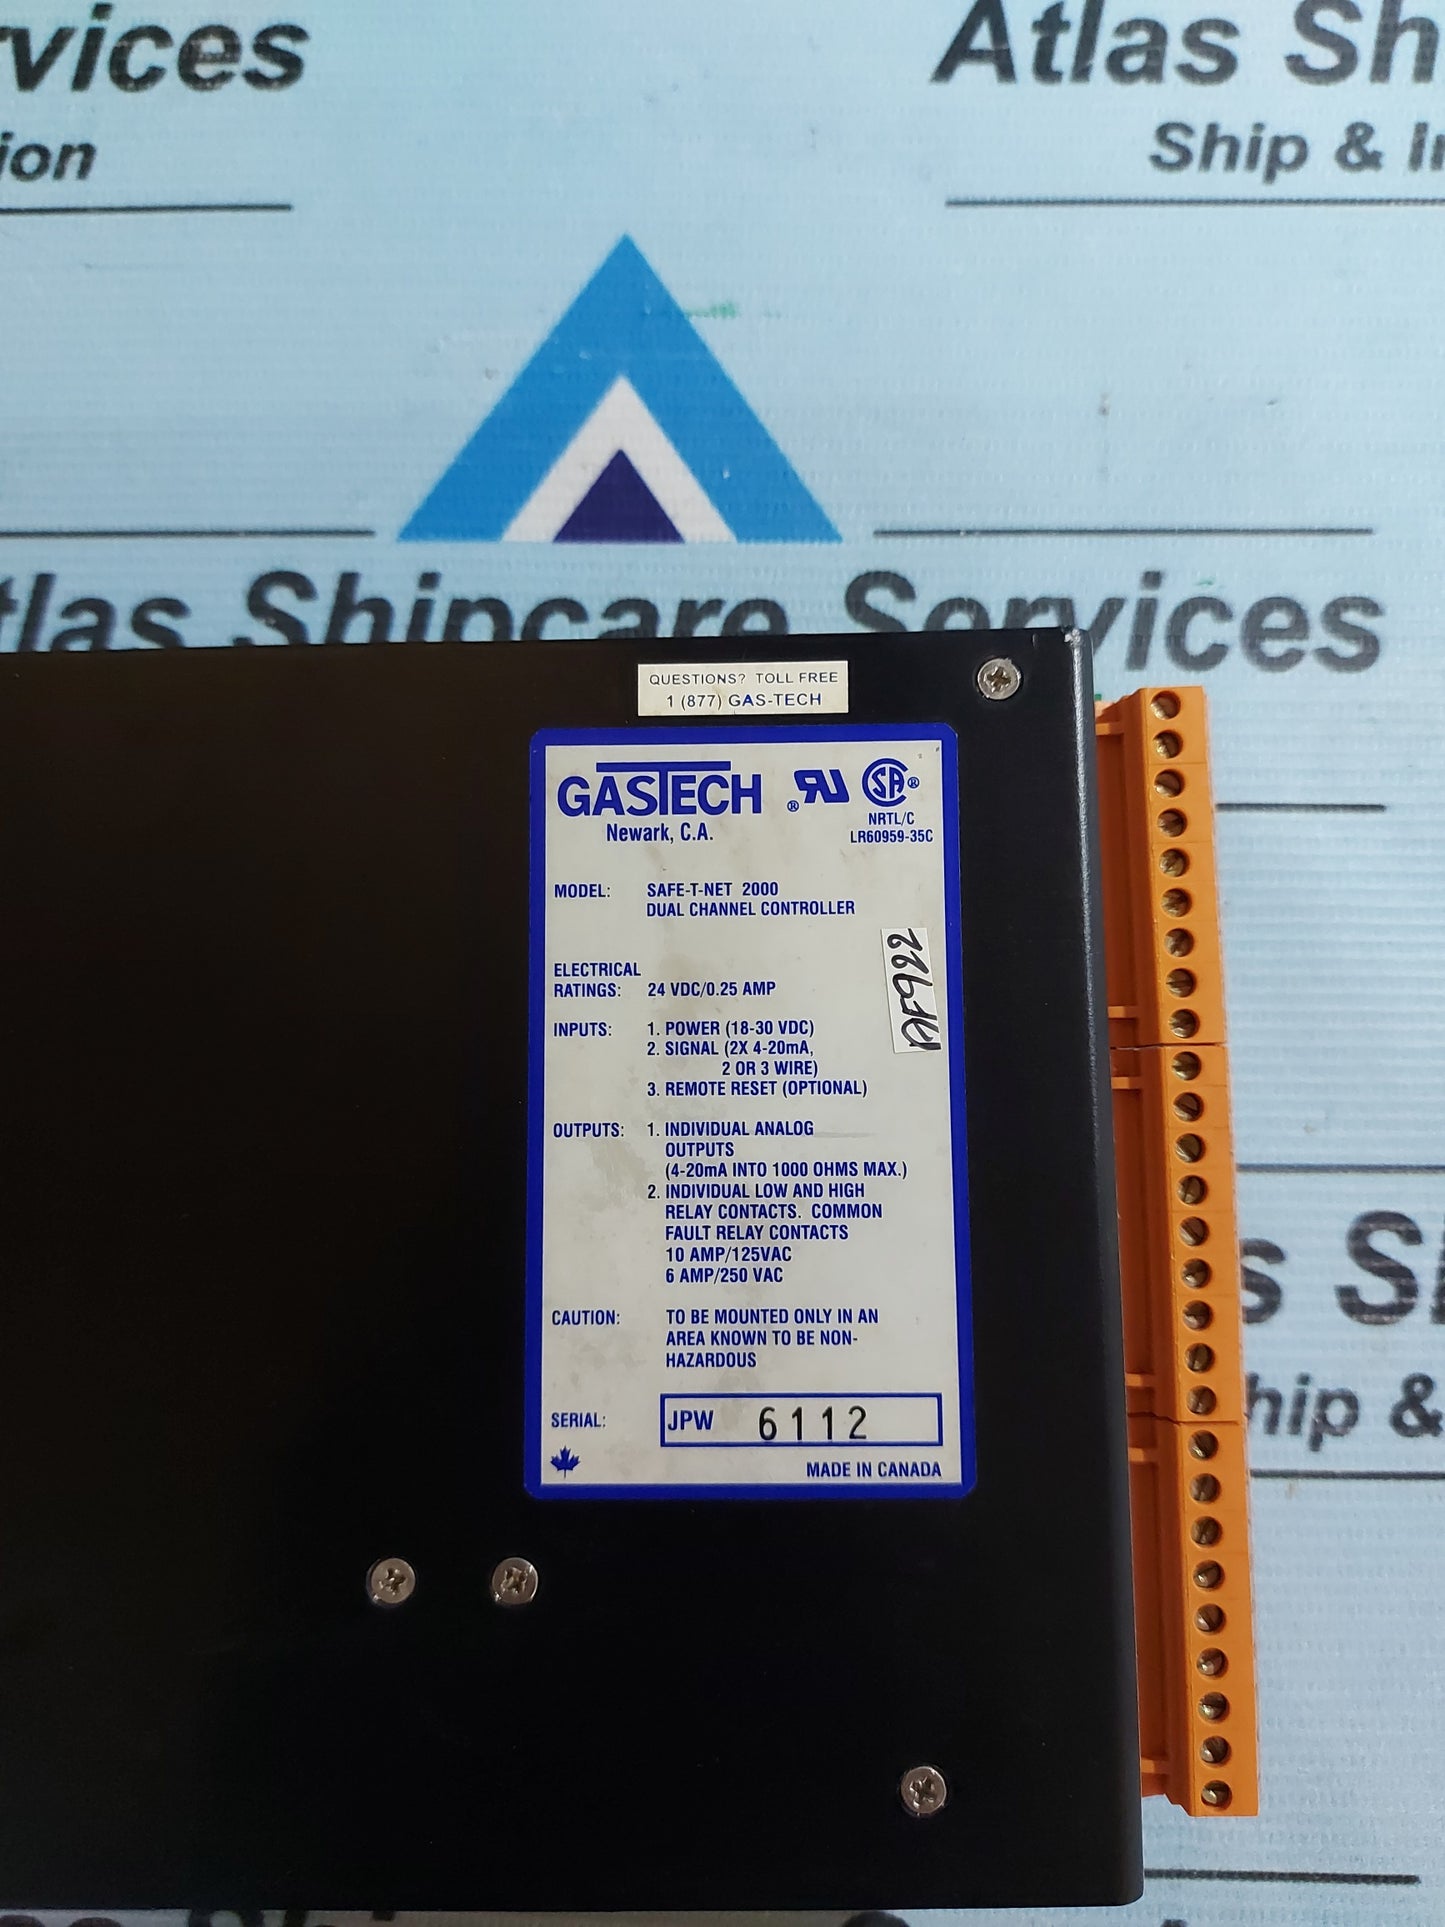 rvices
Atlas Sh
ion
Ship & In
tlas Shipcare Services
QUESTIONS? TOLL FREE
1 (877) GAS-TECH
GASTECH
Newark, C.A.
NRTL/C
LR60959-35C
MODEL: SAFE-T-NET 2000
DUAL CHANNEL CONTROLLER
AF922
ELECTRICAL
RATINGS: 24 VDC/0.25 AMP
INPUTS: 1. POWER (18-30 VDC)
2. SIGNAL (2X 4-20mA,
2 OR 3 WIRE)
3. REMOTE RESET (OPTIONAL)
OUTPUTS: 1. INDIVIDUAL ANALOG
OUTPUTS
(4-20mA INTO 1000 OHMS MAX.)
2. INDIVIDUAL LOW AND HIGH
RELAY CONTACTS. COMMON
FAULT RELAY CONTACTS
10 AMP/125VAC
6 AMP/250 VAC
CAUTION: TO BE MOUNTED ONLY IN AN
AREA KNOWN TO BE NON-
HAZARDOUS
SERIAL: JPW 6112
MADE IN CANADA
s S
hip &